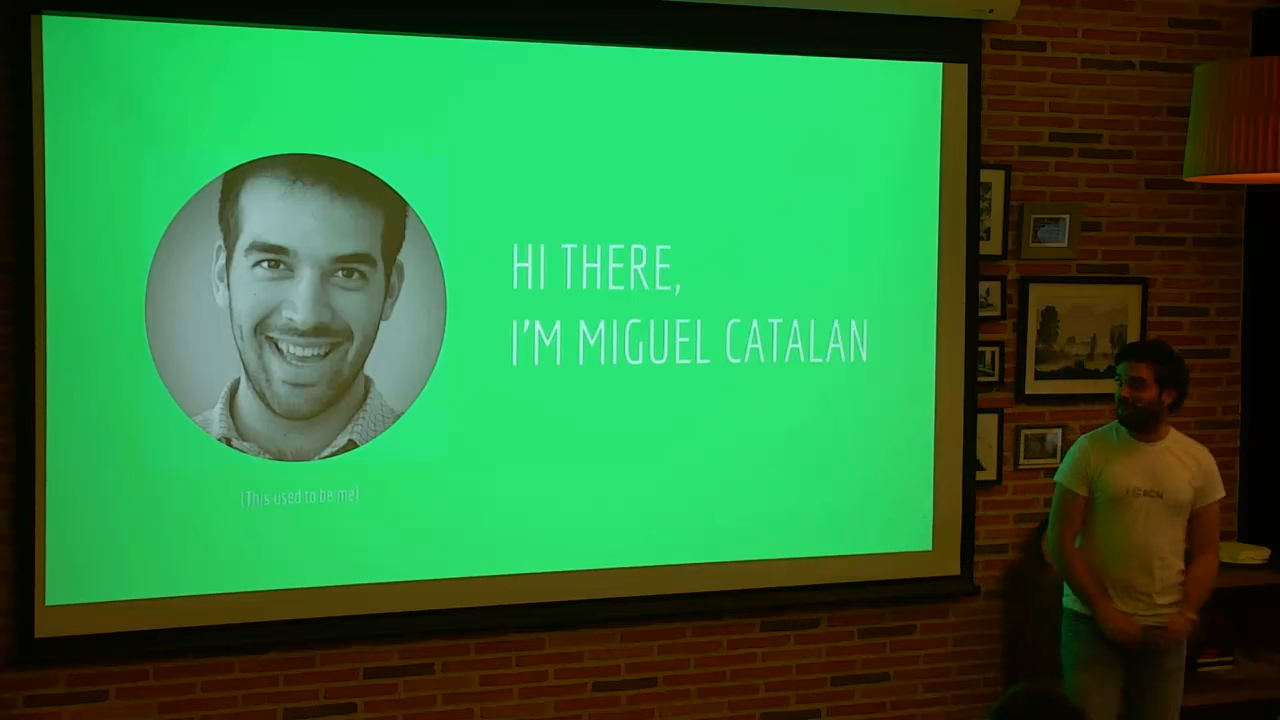 HI THERE,
I'M MIGUEL CATALAN
(This used to be me)